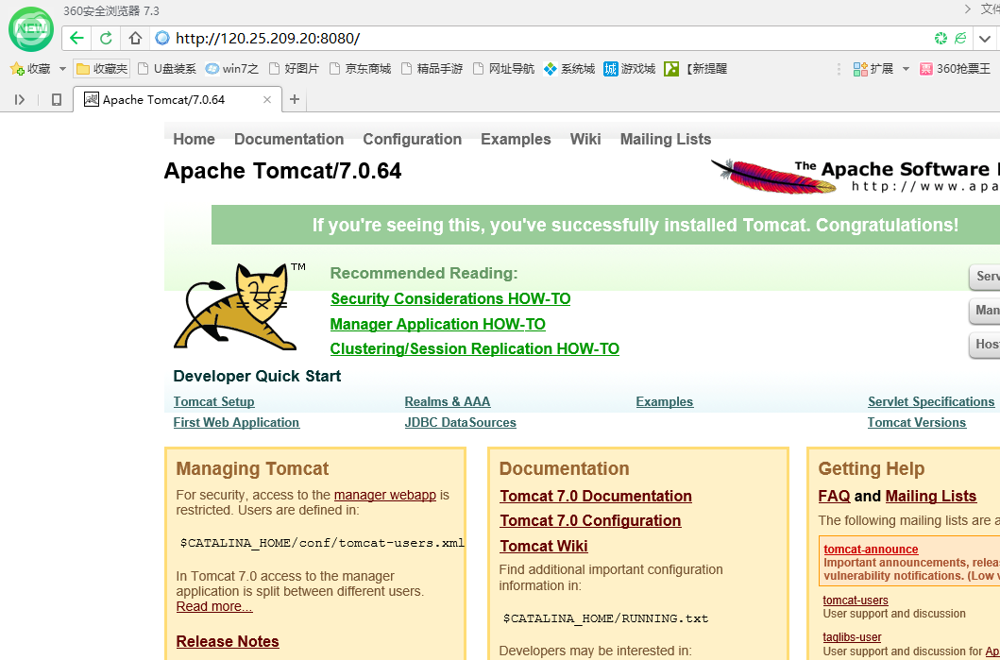 360安全浏览器 7.3
文件
http://120.25.209.20:8080/
收藏 收藏夹 U盘装系 win7之 好图片 京东商城 精品手游 网址导航 系统城 游戏城 【新提醒 扩展 360抢票王
Apache Tomcat/7.0.64
Home Documentation Configuration Examples Wiki Mailing Lists
Apache Tomcat/7.0.64
The Apache Software
http://www.apa
If you're seeing this, you've successfully installed Tomcat. Congratulations!
TM
Recommended Reading:
Security Considerations HOW-TO
Manager Application HOW-TO
Clustering/Session Replication HOW-TO
Serv
Man
Hos
Developer Quick Start
Tomcat Setup Realms & AAA Examples Servlet Specifications
First Web Application JDBC DataSources Tomcat Versions
Managing Tomcat
For security, access to the manager webapp is
restricted. Users are defined in:
$CATALINA_HOME/conf/tomcat-users.xml
In Tomcat 7.0 access to the manager
application is split between different users.
Read more...
Release Notes
Documentation
Tomcat 7.0 Documentation
Tomcat 7.0 Configuration
Tomcat Wiki
Find additional important configuration
information in:
$CATALINA_HOME/RUNNING.txt
Developers may be interested in:
Getting Help
FAQ and Mailing Lists
The following mailing lists are a
tomcat-announce
Important announcements, relea
vulnerability notifications. (Low v
tomcat-users
User support and discussion
taglibs-user
User support and discussion for Ap